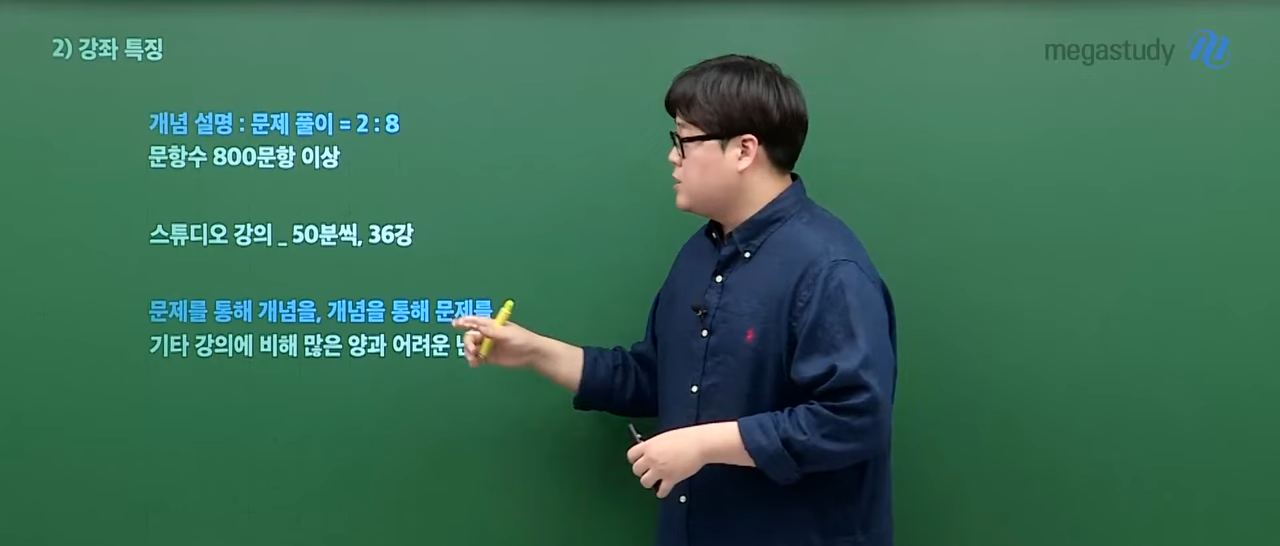 2) 강좌 특징
megastudy
개념 설명 : 문제 풀이 = 2 : 8
문항수 800문항 이상
스튜디오 강의 _ 50분씩, 36강
문제를 통해 개념을, 개념을 통해 문제를
기타 강의에 비해 많은 양과 어려운